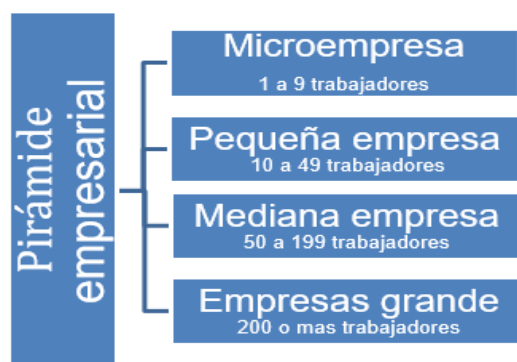 Pirámide
empresarial
Microempresa
1 a 9 trabajadores
Pequeña empresa
10 a 49 trabajadores
Mediana empresa
50 a 199 trabajadores
Empresas grande
200 o mas trabajadores